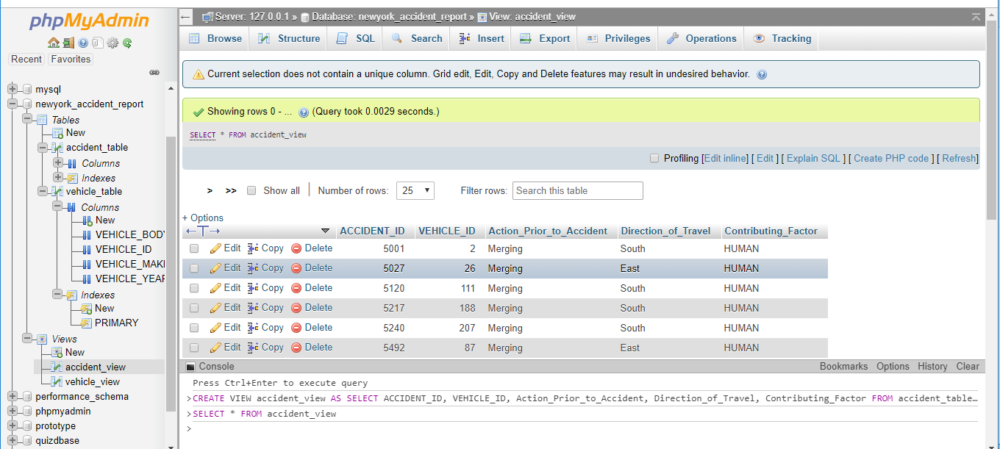 phpMyAdmin
Recent Favorites
mysql
newyork_accident_report
Tables
New
accident_table
Columns
Indexes
vehicle_table
Columns
New
VEHICLE_BODY
VEHICLE_ID
VEHICLE_MAKE
VEHICLE_YEAR
Indexes
New
PRIMARY
Views
New
accident_view
vehicle_view
performance_schema
phpmyadmin
prototype
quizdbase
Server: 127.0.0.1 » Database: newyork_accident_report » View: accident_view
Browse Structure SQL Search Insert Export Privileges Operations Tracking
Current selection does not contain a unique column. Grid edit, Edit, Copy and Delete features may result in undesired behavior.
Showing rows 0 - ... (Query took 0.0029 seconds.)
SELECT * FROM accident_view
Profiling [Edit inline] [ Edit ] [ Explain SQL ] [ Create PHP code ] [ Refresh]
> >> Show all | Number of rows: 25 Filter rows: Search this table
+ Options
←T→ ACCIDENT_ID VEHICLE_ID Action_Prior_to_Accident Direction_of_Travel Contributing_Factor
Edit Copy Delete 5001 2 Merging South HUMAN
Edit Copy Delete 5027 26 Merging East HUMAN
Edit Copy Delete 5120 111 Merging South HUMAN
Edit Copy Delete 5217 188 Merging South HUMAN
Edit Copy Delete 5240 207 Merging South HUMAN
Edit Copy Delete 5492 87 Merging East HUMAN
Console Bookmarks Options History Clear
Press Ctrl+Enter to execute query
>CREATE VIEW accident_view AS SELECT ACCIDENT_ID, VEHICLE_ID, Action_Prior_to_Accident, Direction_of_Travel, Contributing_Factor FROM accident_table…
>SELECT * FROM accident_view
>